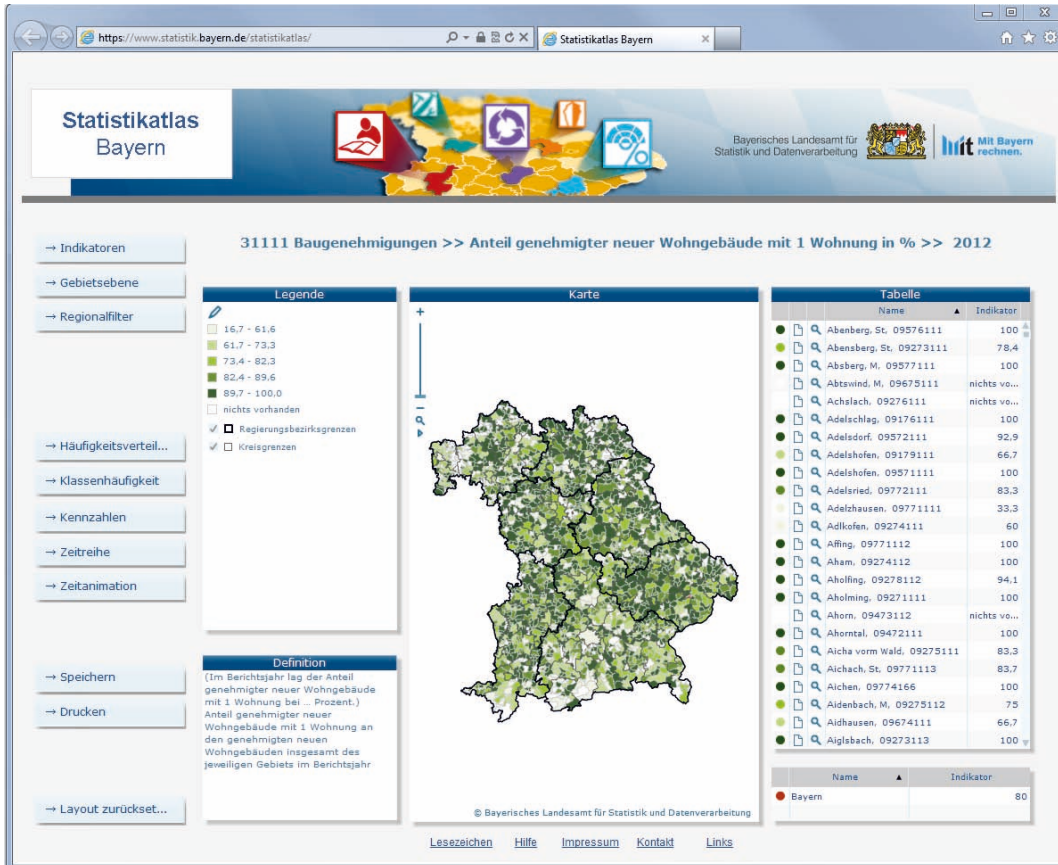 https://www.statistik.bayern.de/statistikatlas/
Statistikatlas Bayern
Statistikatlas
Bayern
Bayerisches Landesamt für
Statistik und Datenverarbeitung
Mit Bayern
rechnen.
→ Indikatoren
→ Gebietsebene
→ Regionalfilter
→ Häufigkeitsverteil...
→ Klassenhäufigkeit
→ Kennzahlen
→ Zeitreihe
→ Zeitanimation
→ Speichern
→ Drucken
→ Layout zurückset...
31111 Baugenehmigungen >> Anteil genehmigter neuer Wohngebäude mit 1 Wohnung in % >> 2012
Legende
16,7 - 61,6
61,7 - 73,3
73,4 - 82,3
82,4 - 89,6
89,7 - 100,0
nichts vorhanden
Regierungsbezirksgrenzen
Kreisgrenzen
Definition
(Im Berichtsjahr lag der Anteil
genehmigter neuer Wohngebäude
mit 1 Wohnung bei .. Prozent.)
Anteil genehmigter neuer
Wohngebäude mit 1 Wohnung an
den genehmigten neuen
Wohngebäuden insgesamt des
jeweiligen Gebiets im Berichtsjahr
Karte
© Bayerisches Landesamt für Statistik und Datenverarbeitung
Tabelle
Name ▲ Indikator
Abenberg, St, 09576111 100
Abensberg, St, 09273111 78,4
Absberg, M, 09577111 100
Abtswind, M, 09675111 nichts vo...
Achslach, 09276111 nichts vo...
Adelschlag, 09176111 100
Adelsdorf, 09572111 92,9
Adelshofen, 09179111 66,7
Adelshofen, 09571111 100
Adelsried, 09772111 83,3
Adelzhausen, 09771111 33,3
Adlkofen, 09274111 60
Affing, 09771112 100
Aham, 09274112 100
Aholfing, 09278112 94,1
Aholming, 09271111 100
Ahorn, 09473112 nichts vo...
Ahorntal, 09472111 100
Aicha vorm Wald, 09275111 83,3
Aichach, St, 09771113 83,7
Aichen, 09774166 100
Aidenbach, M, 09275112 75
Aidhausen, 09674111 66,7
Aiglsbach, 09273113 100
Name ▲ Indikator
Bayern 80
Lesezeichen Hilfe Impressum Kontakt Links